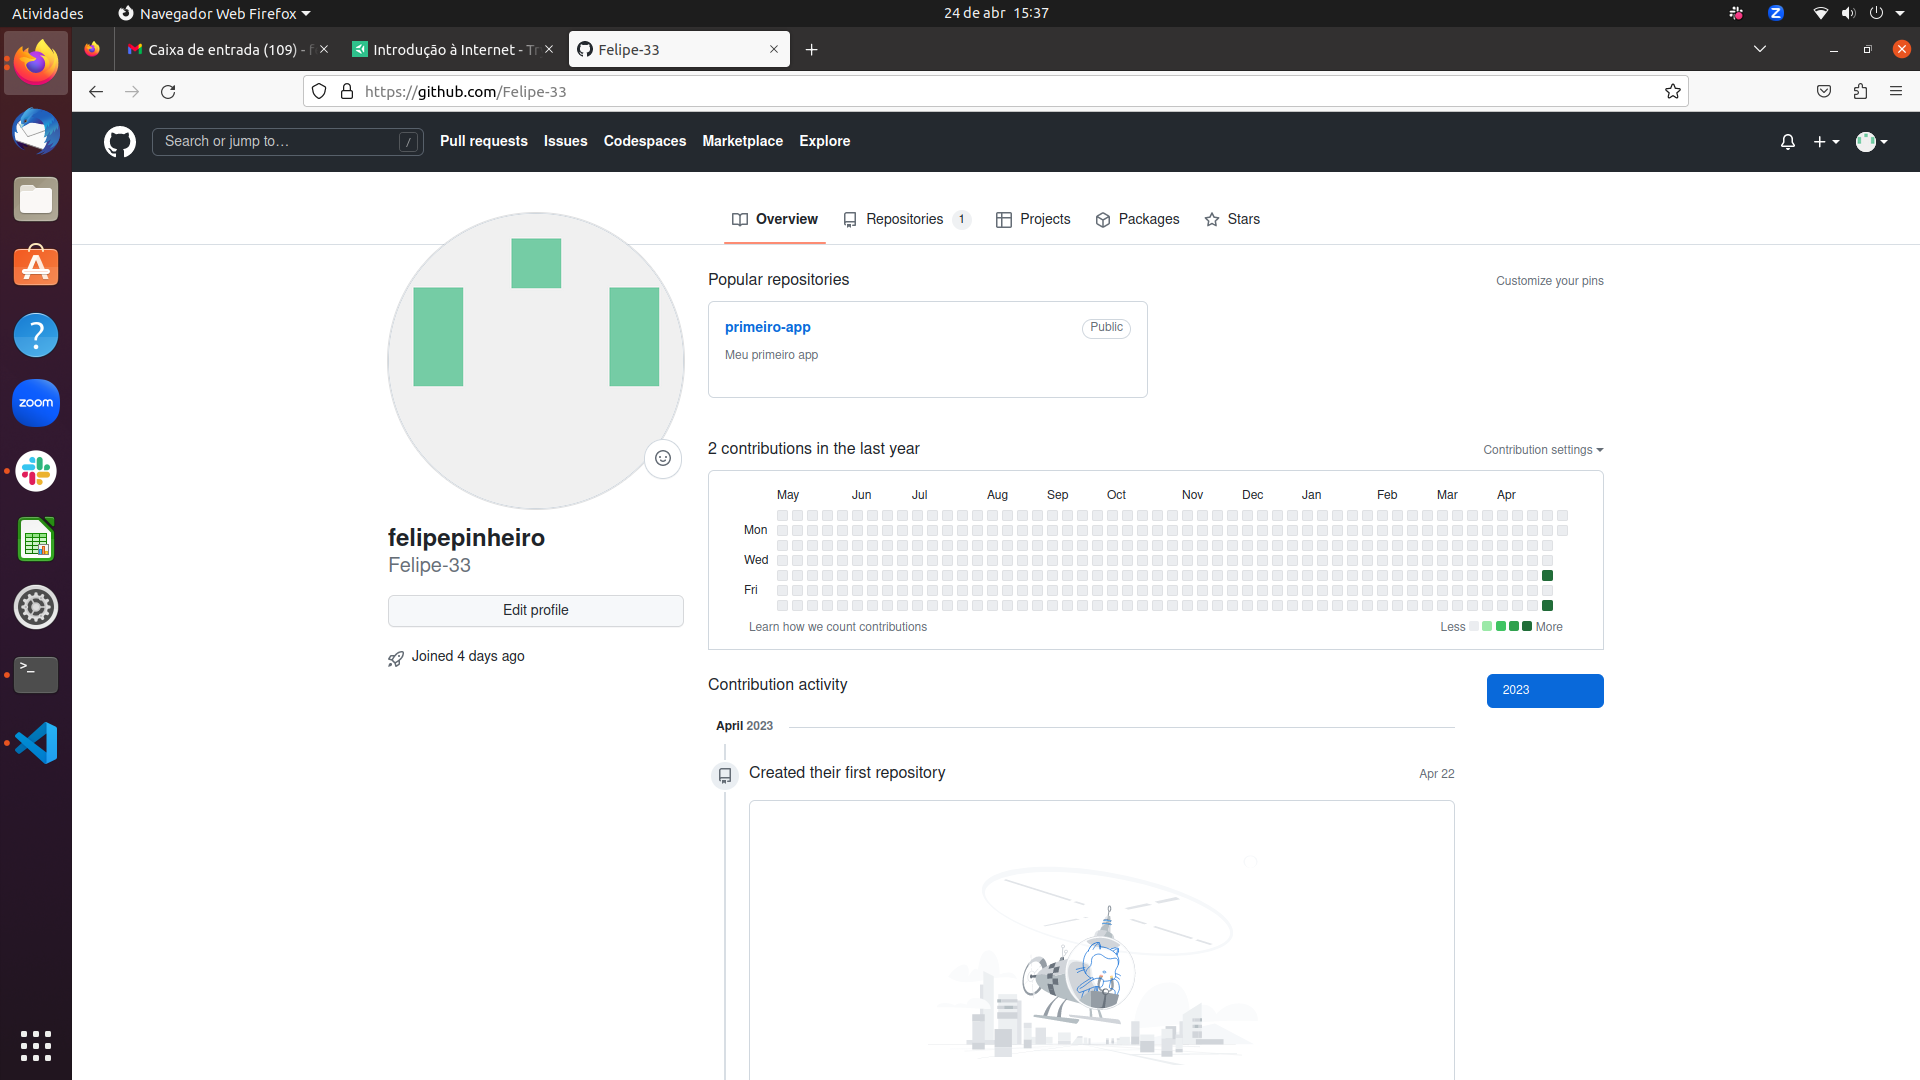 Atividades
Navegador Web Firefox
24 de abr 15:37
Z
Caixa de entrada (109) -
Introdução à Internet -
Felipe-33
https://github.com/Felipe-33
Search or jump to…
/
Pull requests
Issues
Codespaces
Marketplace
Explore
Overview
Repositories 1
Projects
Packages
Stars
Popular repositories
Customize your pins
primeiro-app
Public
Meu primeiro app
2 contributions in the last year
Contribution settings
May Jun Jul Aug Sep Oct Nov Dec Jan Feb Mar Apr
Mon
Wed
Fri
Learn how we count contributions
Less
More
felipepinheiro
Felipe-33
Edit profile
Joined 4 days ago
Contribution activity
2023
April 2023
Created their first repository
Apr 22
A
?
zoom
>_